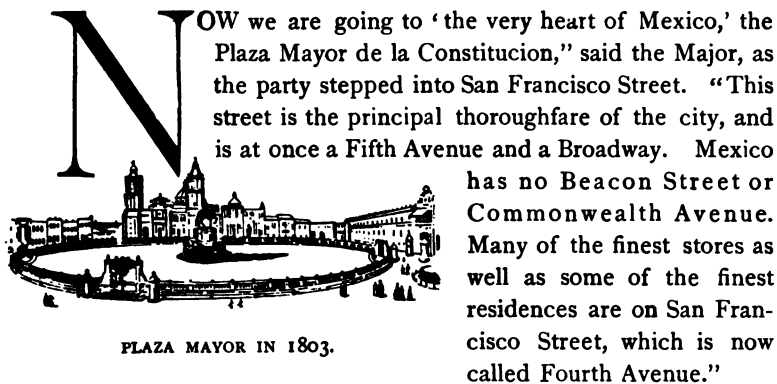 NOW we are going to ‘ the very heart of Mexico,’ the
Plaza Mayor de la Constitucion,” said the Major, as
the party stepped into San Francisco Street. “This
street is the principal thoroughfare of the city, and
is at once a Fifth Avenue and a Broadway. Mexico
has no Beacon Street or
Commonwealth Avenue.
Many of the finest stores as
well as some of the finest
residences are on San Fran-
cisco Street, which is now
called Fourth Avenue.”
PLAZA MAYOR IN 1803.